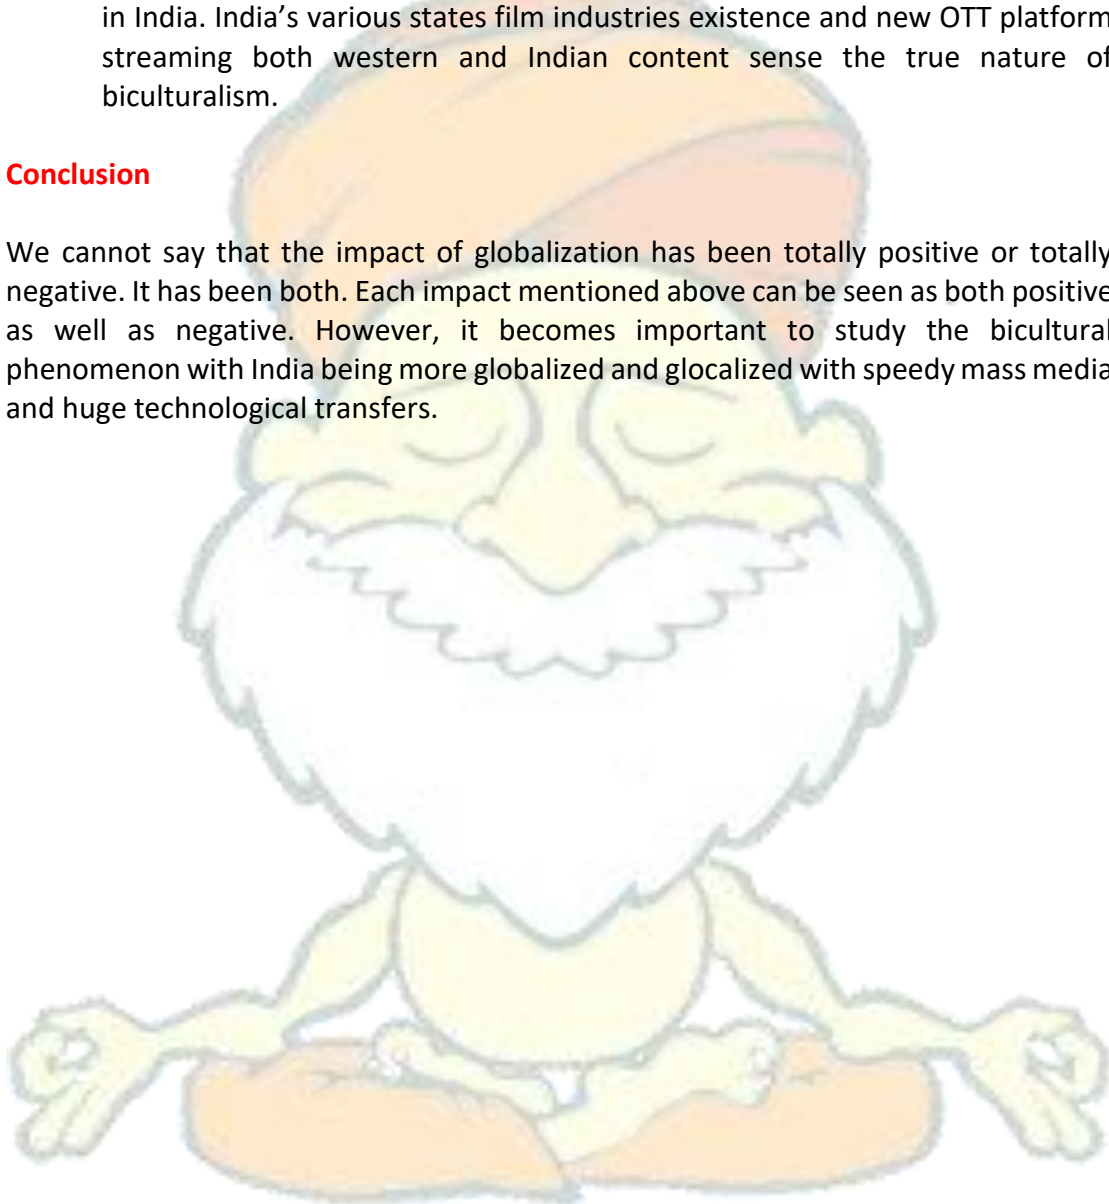 in India. India’s various states film industries existence and new OTT platform
streaming both western and Indian content sense the true nature of
biculturalism.
Conclusion
We cannot say that the impact of globalization has been totally positive or totally
negative. It has been both. Each impact mentioned above can be seen as both positive
as well as negative. However, it becomes important to study the bicultural
phenomenon with India being more globalized and glocalized with speedy mass media
and huge technological transfers.